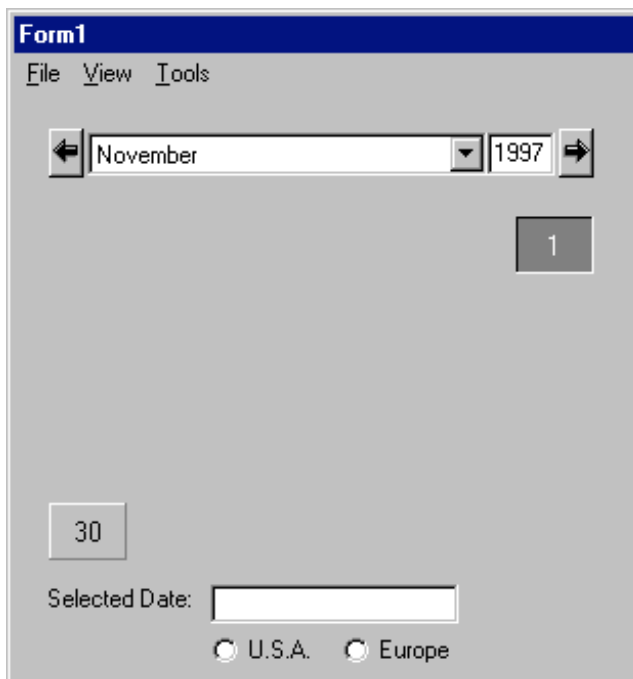 Form1
File View Tools
November 1997
1
30
Selected Date:
U.S.A. Europe